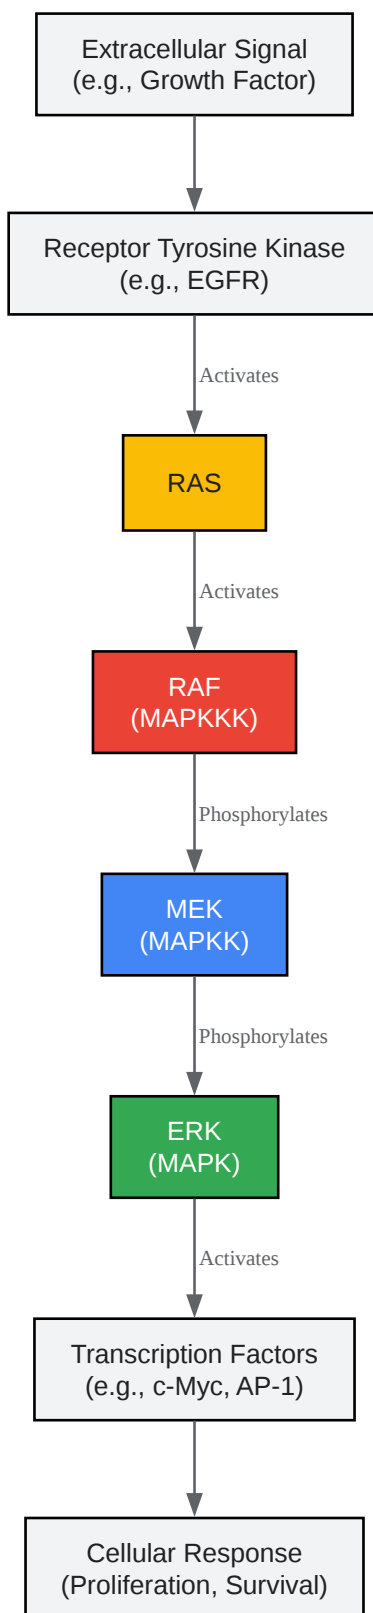 Extracellular Signal
(e.g., Growth Factor)
Receptor Tyrosine Kinase
(e.g., EGFR)
Activates
RAS
Activates
RAF
(MAPKKK)
Phosphorylates
MEK
(MAPKK)
Phosphorylates
ERK
(MAPK)
Activates
Transcription Factors
(e.g., c-Myc, AP-1)
Cellular Response
(Proliferation, Survival)